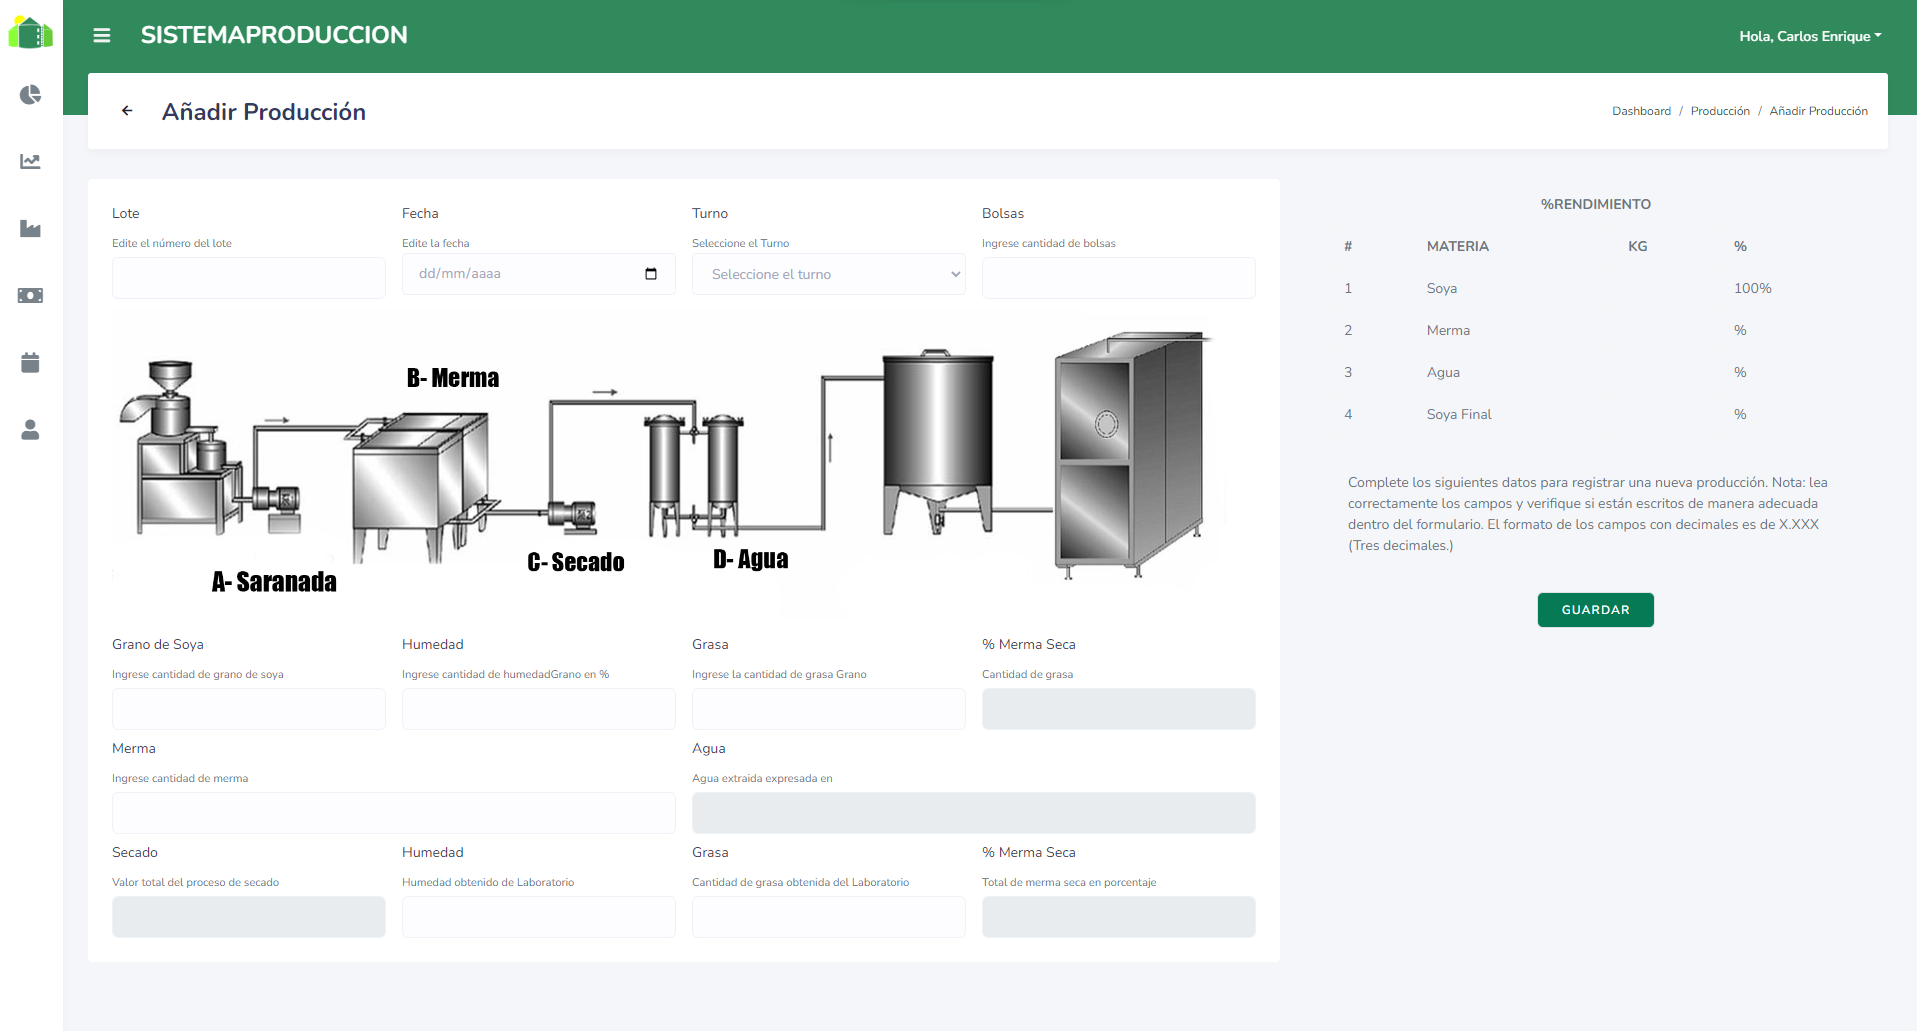 SISTEMAPRODUCCION
Hola, Carlos Enrique
Añadir Producción
Dashboard / Producción / Añadir Producción
Lote
Fecha
Turno
Bolsas
Edite el número del lote
Edite la fecha
Seleccione el Turno
Ingrese cantidad de bolsas
dd/mm/aaaa
Seleccione el turno
B- Merma
C- Secado
D- Agua
A- Saranada
Grano de Soya
Humedad
Grasa
% Merma Seca
Ingrese cantidad de grano de soya
Ingrese cantidad de humedadGrano en %
Ingrese la cantidad de grasa Grano
Cantidad de grasa
Merma
Agua
Ingrese cantidad de merma
Agua extraida expresada en
Secado
Humedad
Grasa
% Merma Seca
Valor total del proceso de secado
Humedad obtenido de Laboratorio
Cantidad de grasa obtenida del Laboratorio
Total de merma seca en porcentaje
%RENDIMIENTO
# MATERIA KG %
1 Soya 100%
2 Merma %
3 Agua %
4 Soya Final %
Complete los siguientes datos para registrar una nueva producción. Nota: lea
correctamente los campos y verifique si están escritos de manera adecuada
dentro del formulario. El formato de los campos con decimales es de X.XXX
(Tres decimales.)
GUARDAR